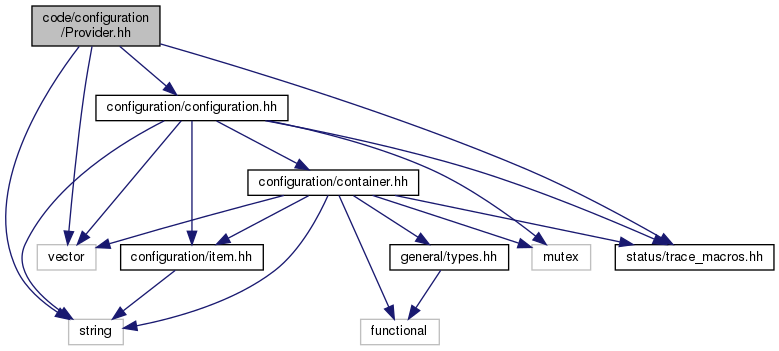 code/configuration
/Provider.hh
configuration/configuration.hh
configuration/container.hh
vector
configuration/item.hh
general/types.hh
mutex
status/trace_macros.hh
string
functional